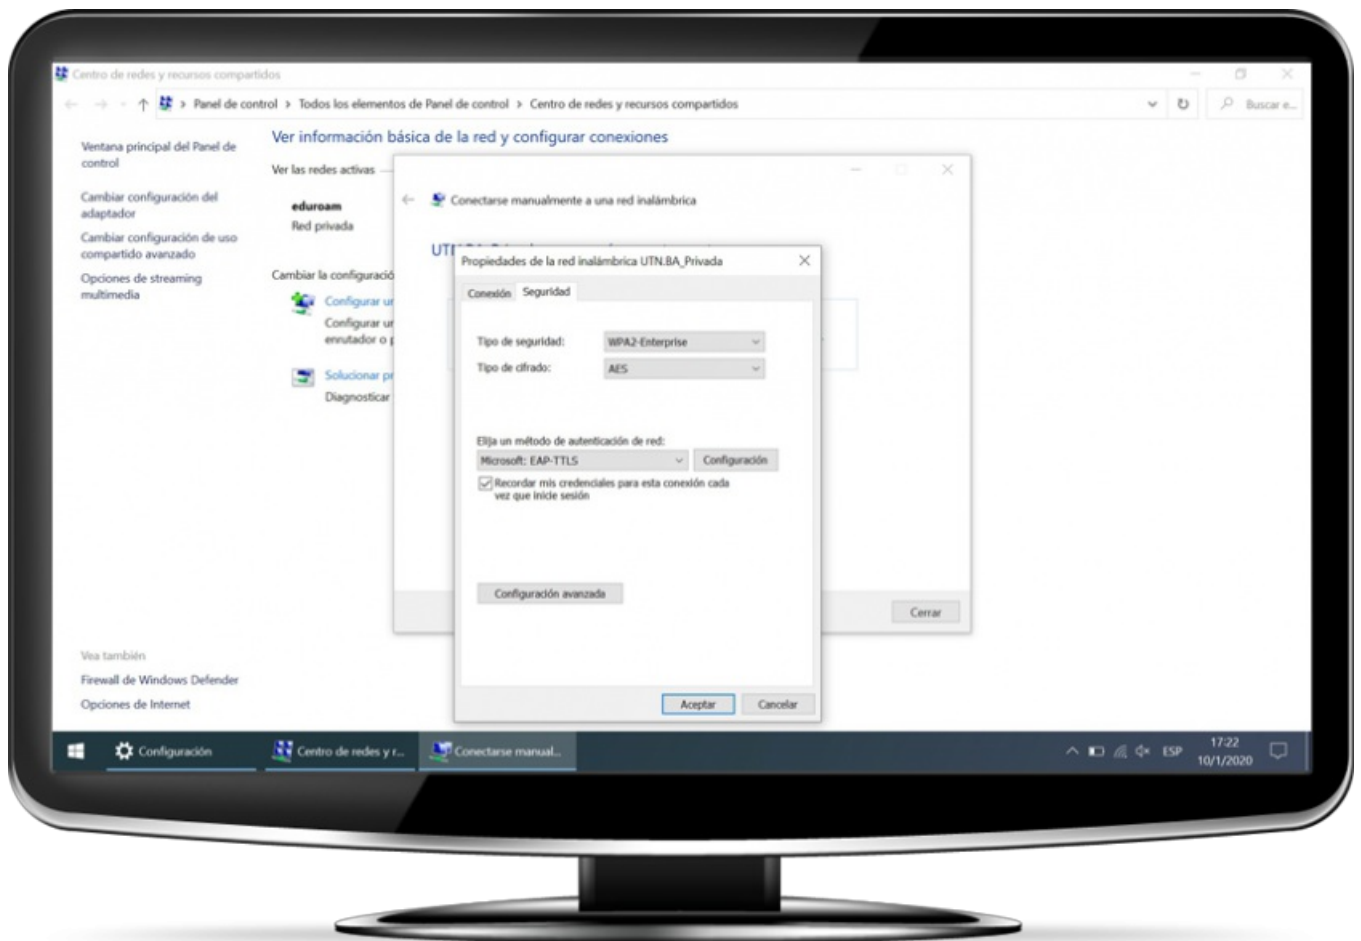 Centro de redes y recursos compartidos
Panel de control > Todos los elementos de Panel de control > Centro de redes y recursos compartidos
Buscar e...
Ventana principal del Panel de
control
Cambiar configuración del
adaptador
Cambiar configuración de uso
compartido avanzado
Opciones de streaming
multimedia
Ver información básica de la red y configurar conexiones
Ver las redes activas
eduroam
Red privada
Cambiar la configuració
Configurar un
Configurar un
enrutador o p
Solucionar pr
Diagnosticar
Conectarse manualmente a una red inalámbrica
Propiedades de la red inalámbrica UTN.BA_Privada
Conexión Seguridad
Tipo de seguridad: WPA2-Enterprise
Tipo de cifrado: AES
Elija un método de autenticación de red:
Microsoft: EAP-TTLS Configuración
Recordar mis credenciales para esta conexión cada
vez que inicie sesión
Configuración avanzada
Aceptar Cancelar
Cerrar
Vea también
Firewall de Windows Defender
Opciones de Internet
Configuración
Centro de redes y r...
Conectarse manual...
ESP
17:22
10/1/2020